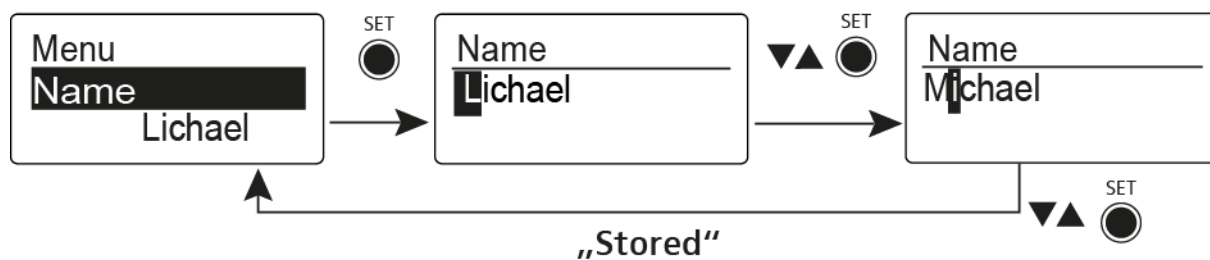 Menu
Name
Lichael
SET
Name
Lichael
SET
Name
Michael
SET
„Stored“